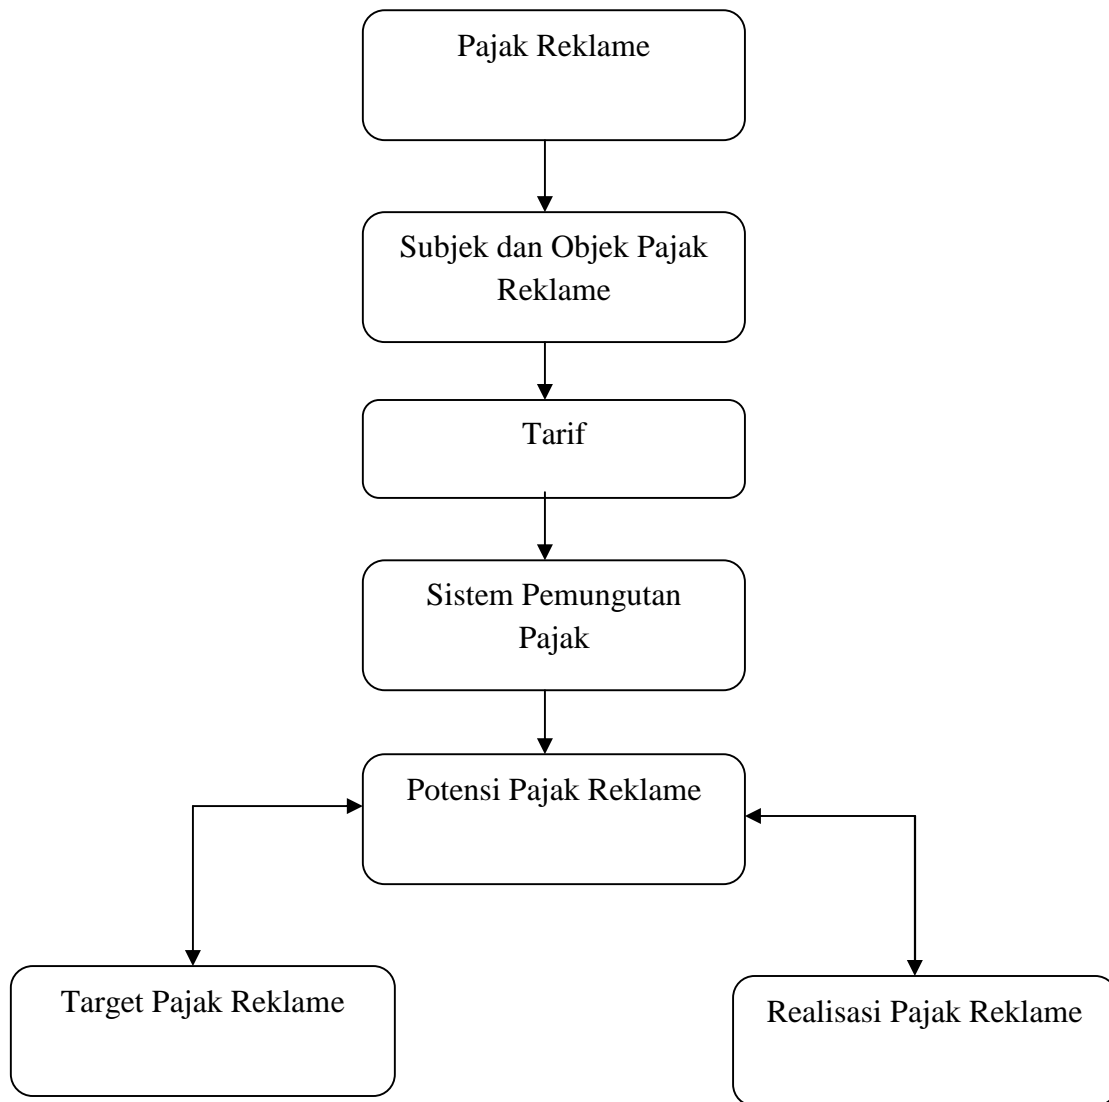 Pajak Reklame
Subjek dan Objek Pajak
Reklame
Tarif
Sistem Pemungutan
Pajak
Potensi Pajak Reklame
Target Pajak Reklame
Realisasi Pajak Reklame